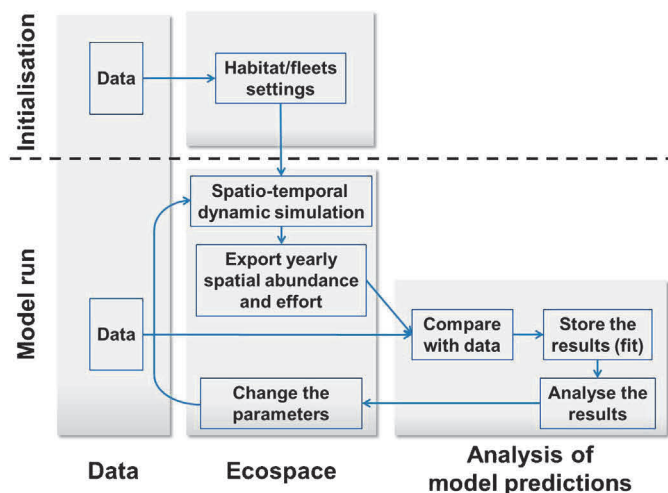 Initialisation
Data
Habitat/fleets
settings
Model run
Spatio-temporal
dynamic simulation
Export yearly
spatial abundance
and effort
Data
Compare
with data
Store the
results (fit)
Change the
parameters
Analyse the
results
Data
Ecospace
Analysis of
model predictions